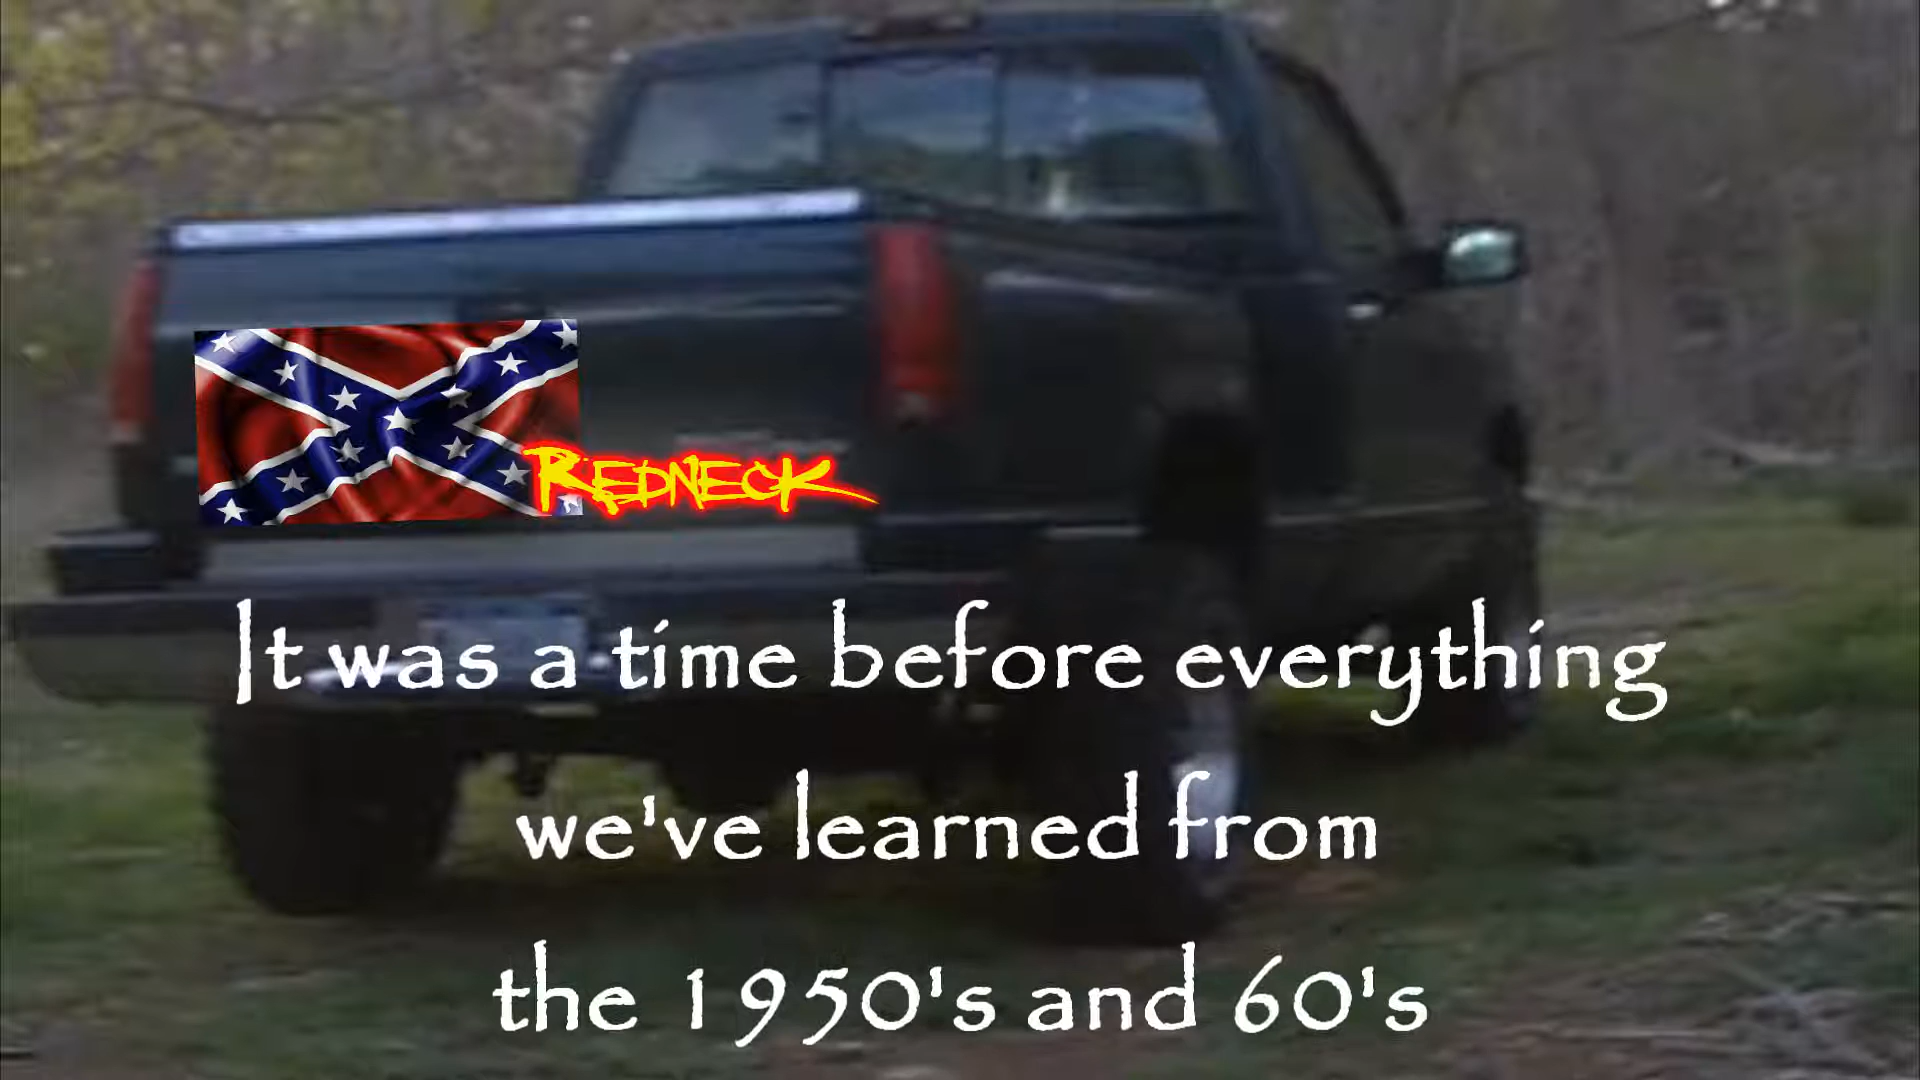 REDNECK
It was a time before everything
we've learned from
the 1950's and 60's